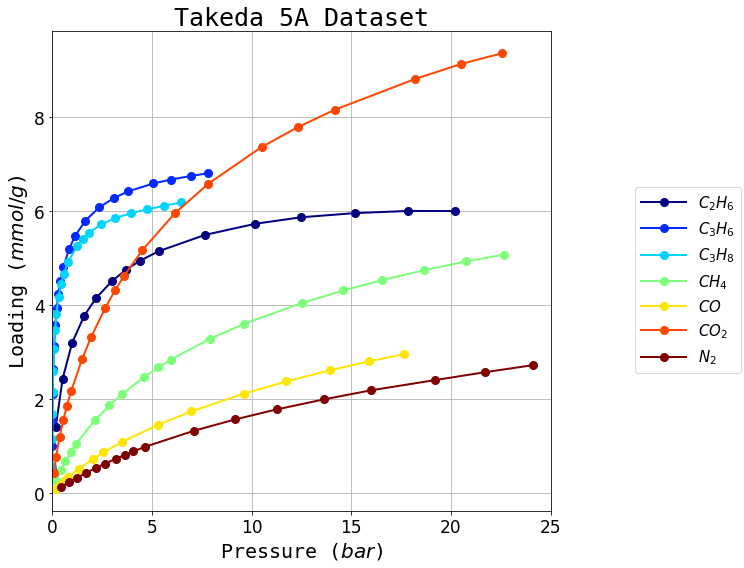 Takeda 5A Dataset
Loading (mmol/g)
8
6
4
2
0
0 5 10 15 20 25
Pressure (bar)
C₂H₆
C₃H₆
C₃H₈
CH₄
CO
CO₂
N₂